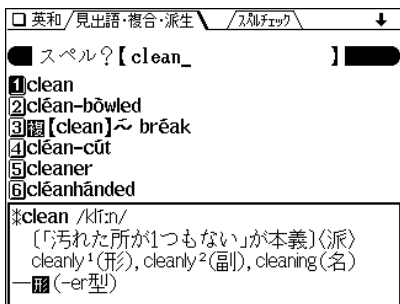 英和/見出語・複合・派生 /スペルチェック
スペル?【clean_ 】
1clean
2cléan-bòwled
3複【clean】~ bréak
4cléan-cút
5cleaner
6cléanhánded
*clean /klíːn/
〔「汚れた所が1つもない」が本義〕〈派〉
cleanly¹(形), cleanly²(副), cleaning(名)
—形(-er型)